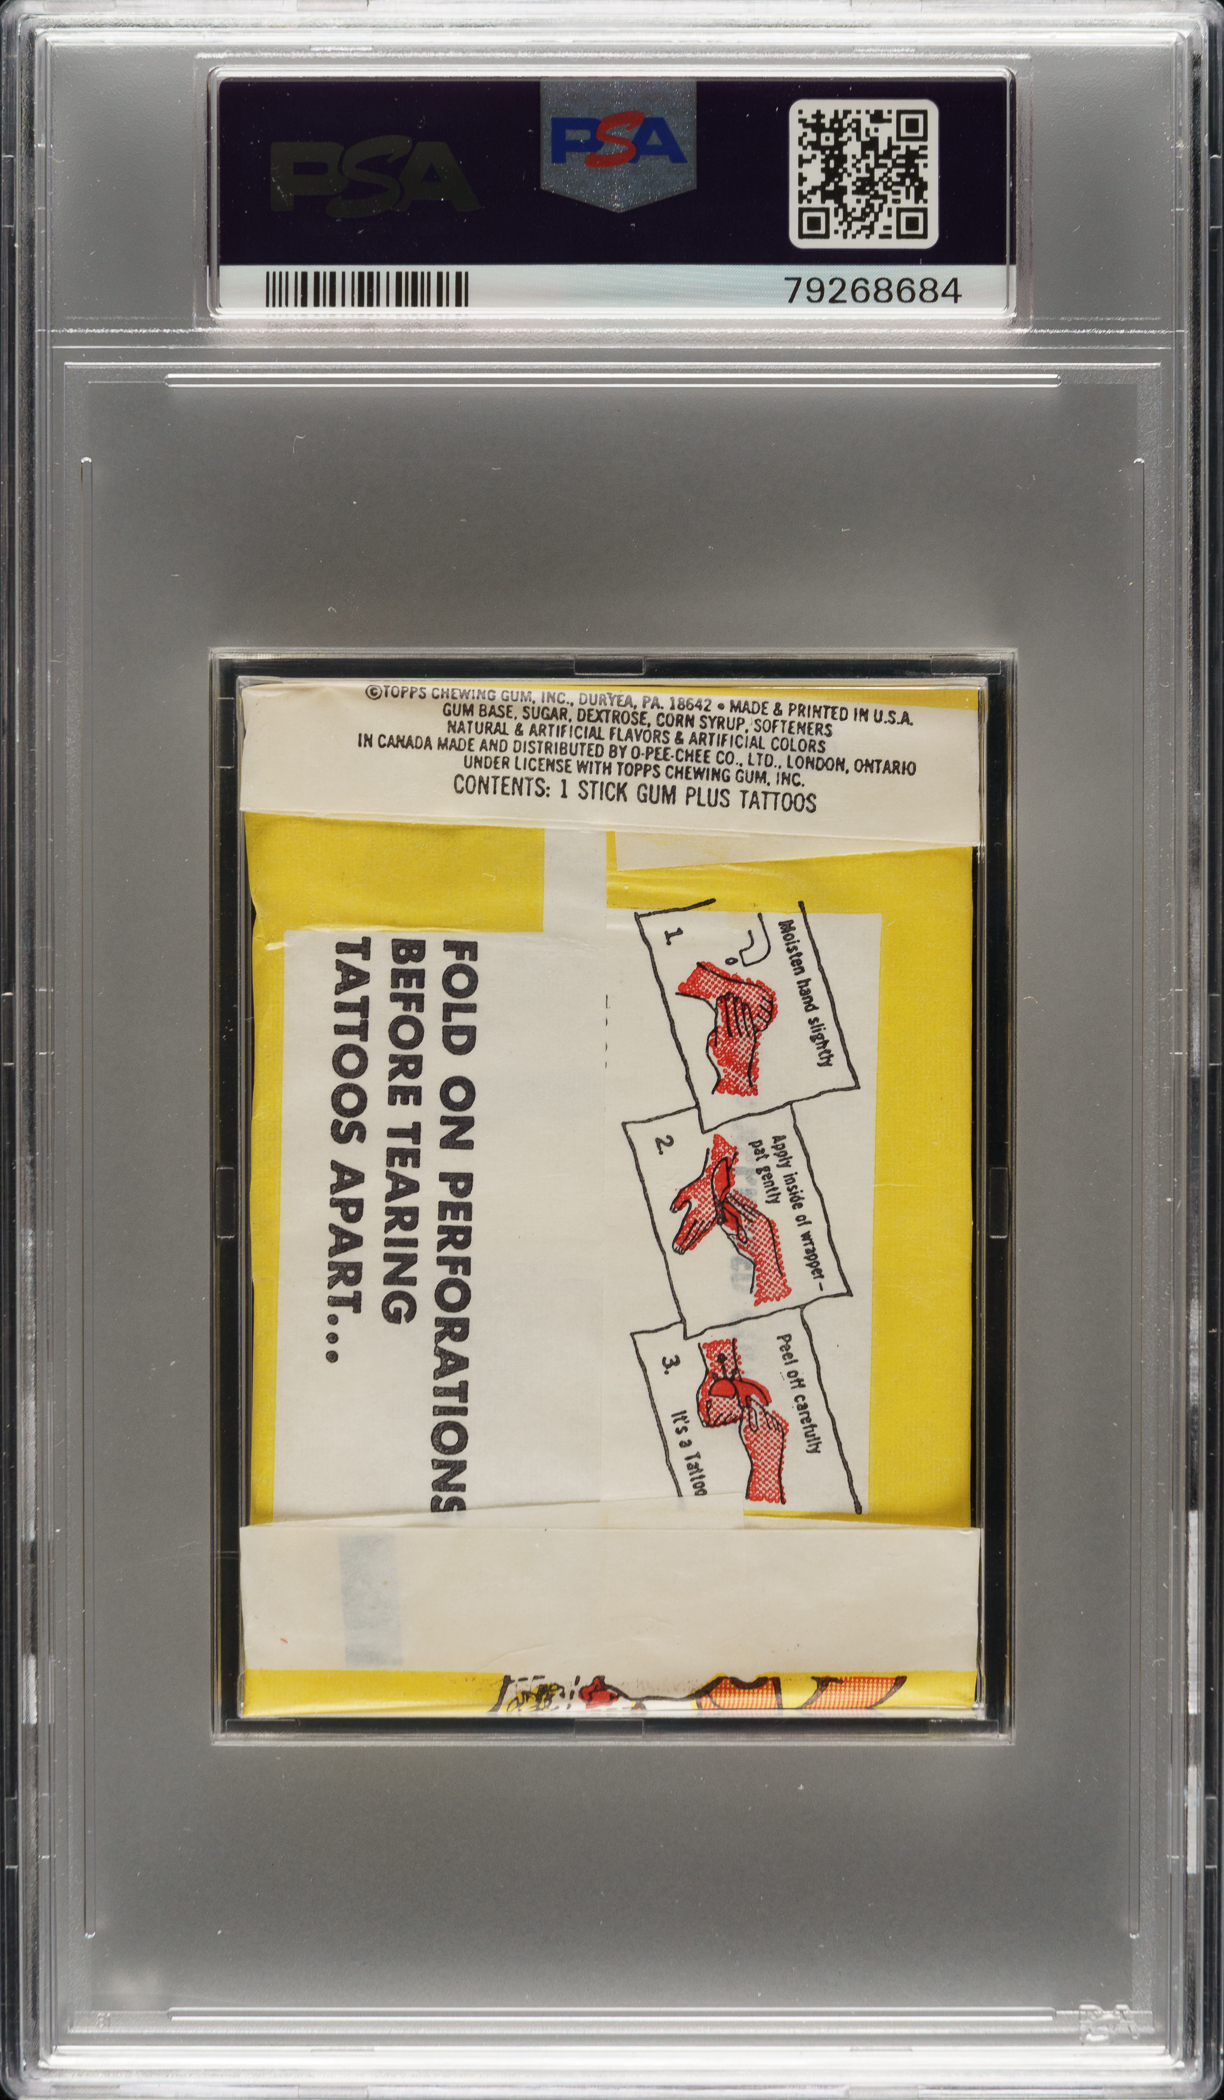 PSA
PSA
79268684
©TOPPS CHEWING GUM, INC., DURYEA, PA. 18642 • MADE & PRINTED IN U.S.A.
GUM BASE, SUGAR, DEXTROSE, CORN SYRUP, SOFTENERS
NATURAL & ARTIFICIAL FLAVORS & ARTIFICIAL COLORS
IN CANADA MADE AND DISTRIBUTED BY O-PEE-CHEE CO., LTD., LONDON, ONTARIO
UNDER LICENSE WITH TOPPS CHEWING GUM, INC.
CONTENTS: 1 STICK GUM PLUS TATTOOS
FOLD ON PERFORATIONS
BEFORE TEARING
TATTOOS APART...
Moisten hand slightly
1.
Apply inside of wrapper–
pat gently
2.
Peel off carefully
3.
It's a Tattoo
PSA